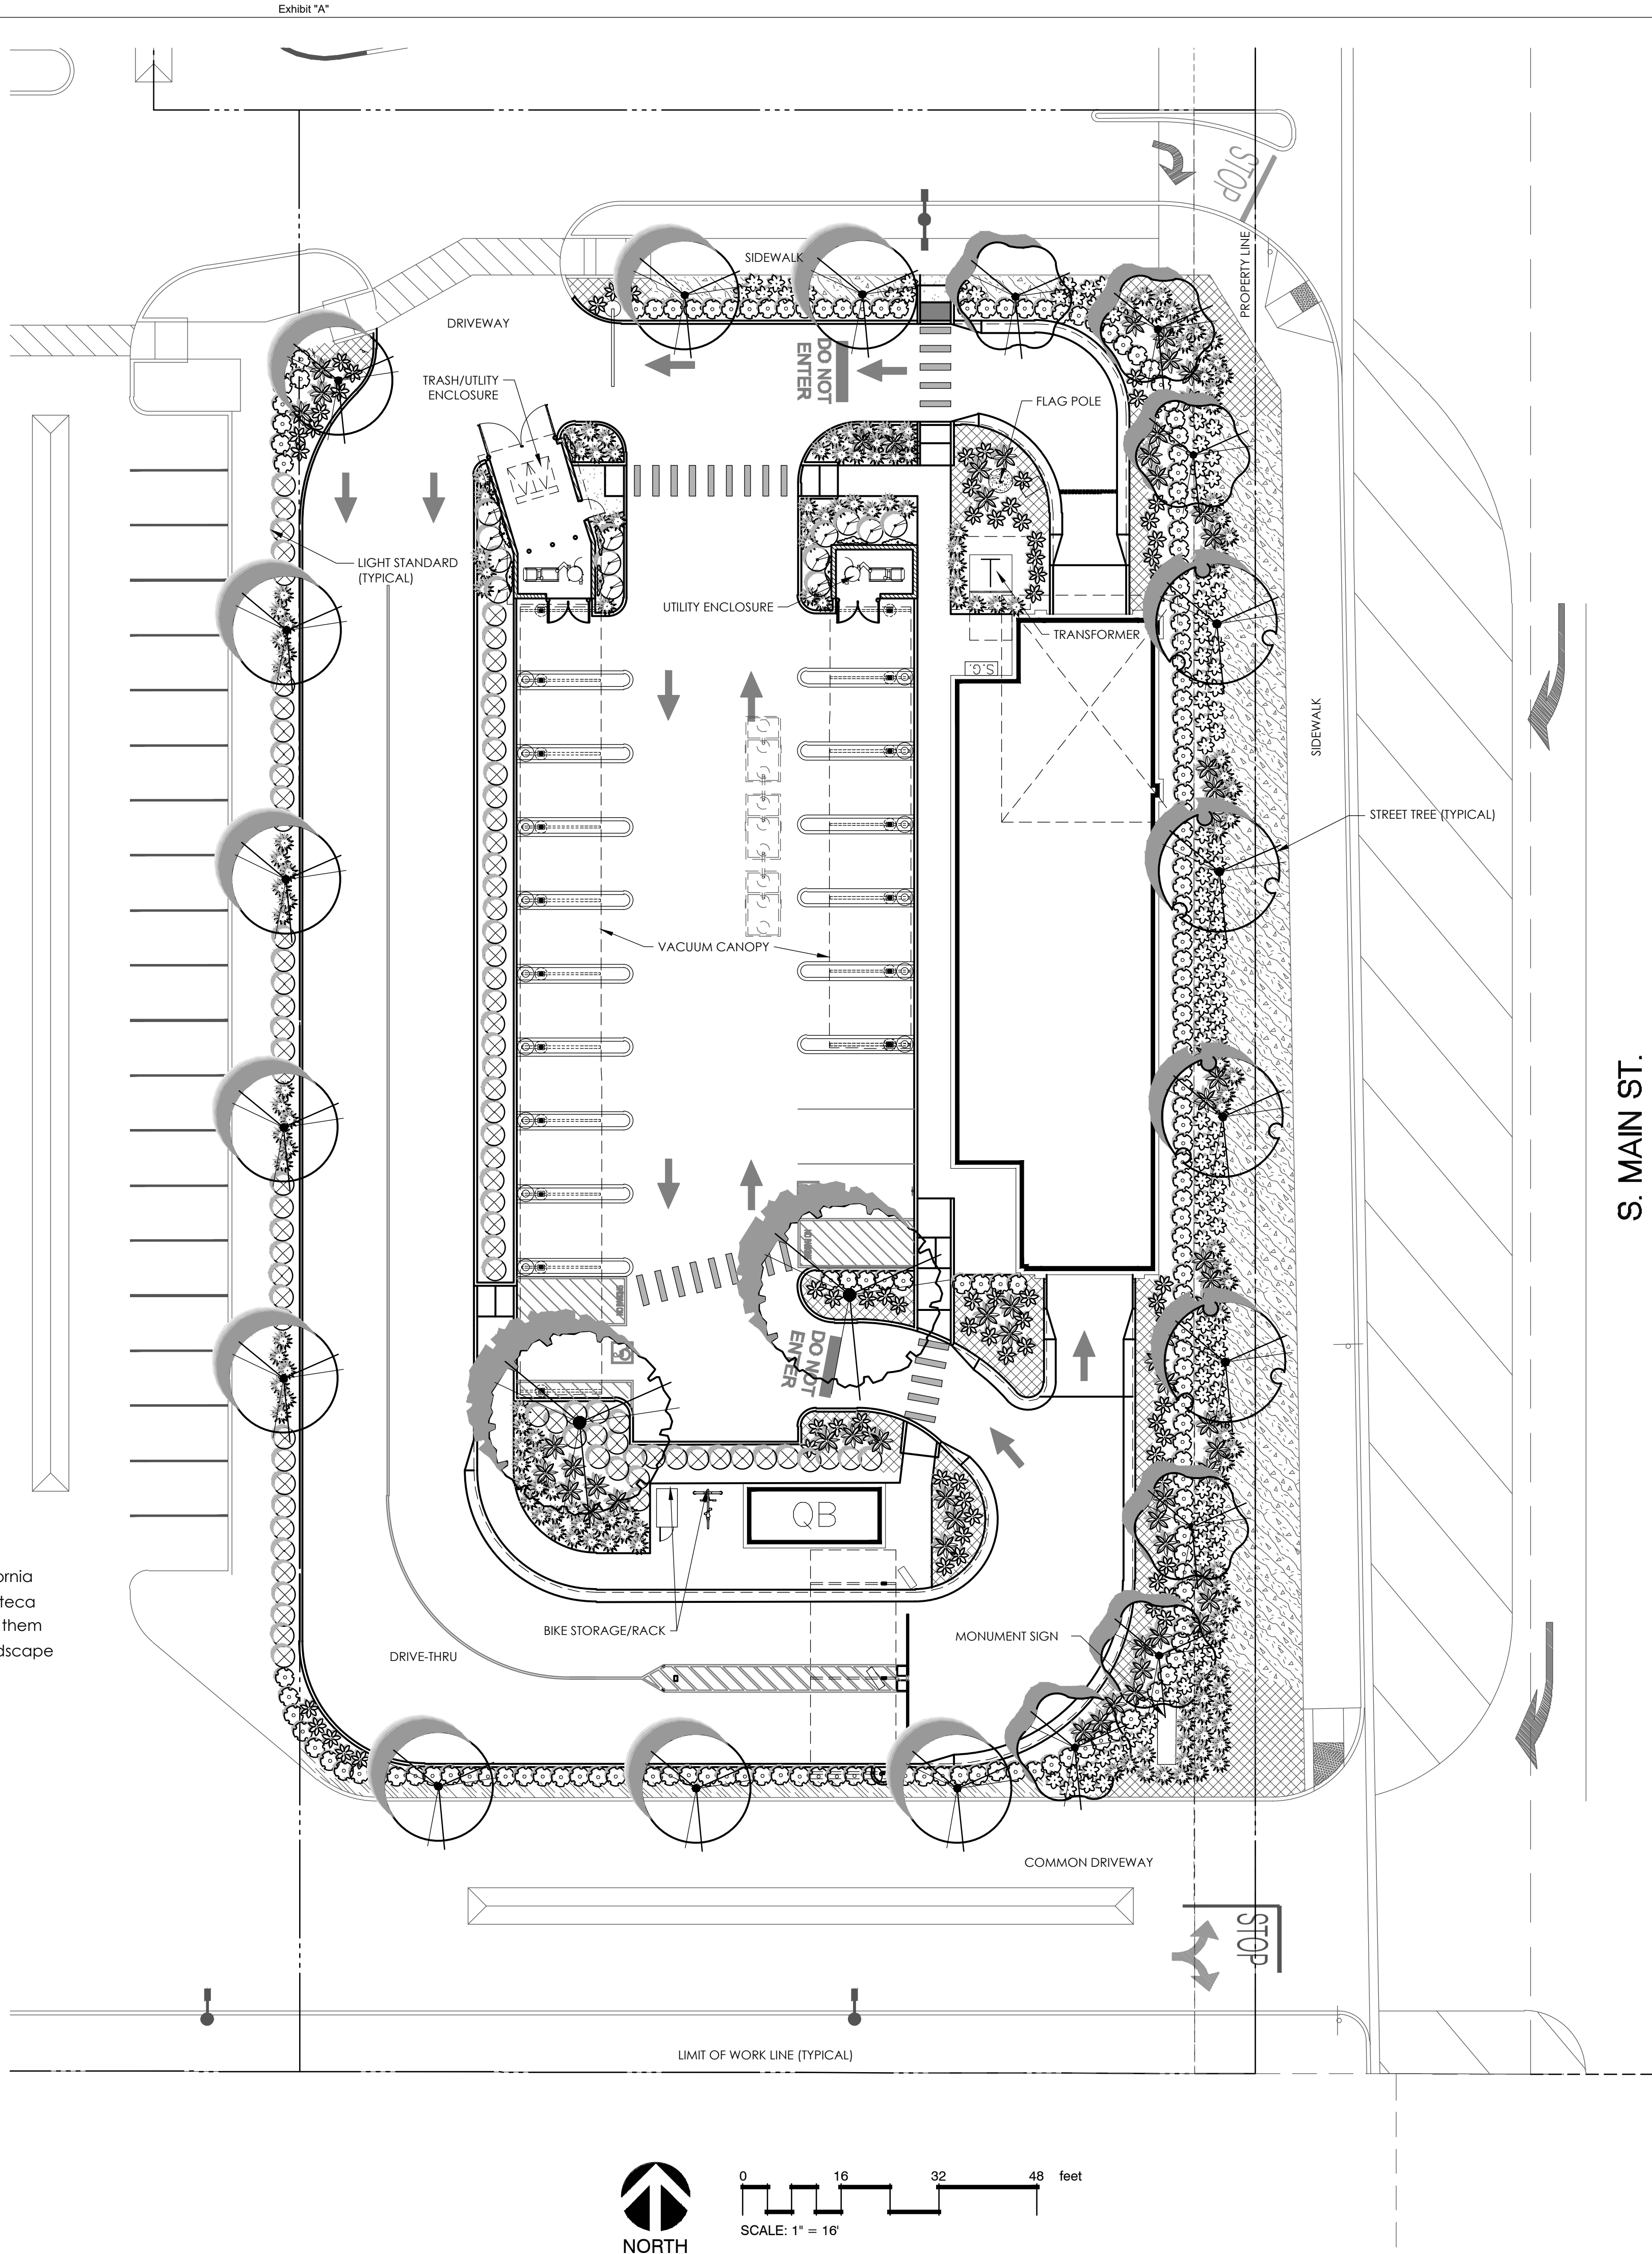 Exhibit "A"
STOP
PROPERTY LINE
SIDEWALK
DRIVEWAY
DO NOT
ENTER
TRASH/UTLITY
ENCLOSURE
FLAG POLE
LIGHT STANDARD
(TYPICAL)
UTILITY ENCLOSURE
T
TRANSFORMER
S.G.
SIDEWALK
STREET TREE (TYPICAL)
VACUUM CANOPY
S. MAIN ST.
DO NOT
ENTER
QB
ornia
teca
them
dscape
BIKE STORAGE/RACK
MONUMENT SIGN
DRIVE-THRU
COMMON DRIVEWAY
STOP
LIMIT OF WORK LINE (TYPICAL)
0 16 32 48 feet
SCALE: 1" = 16'
NORTH